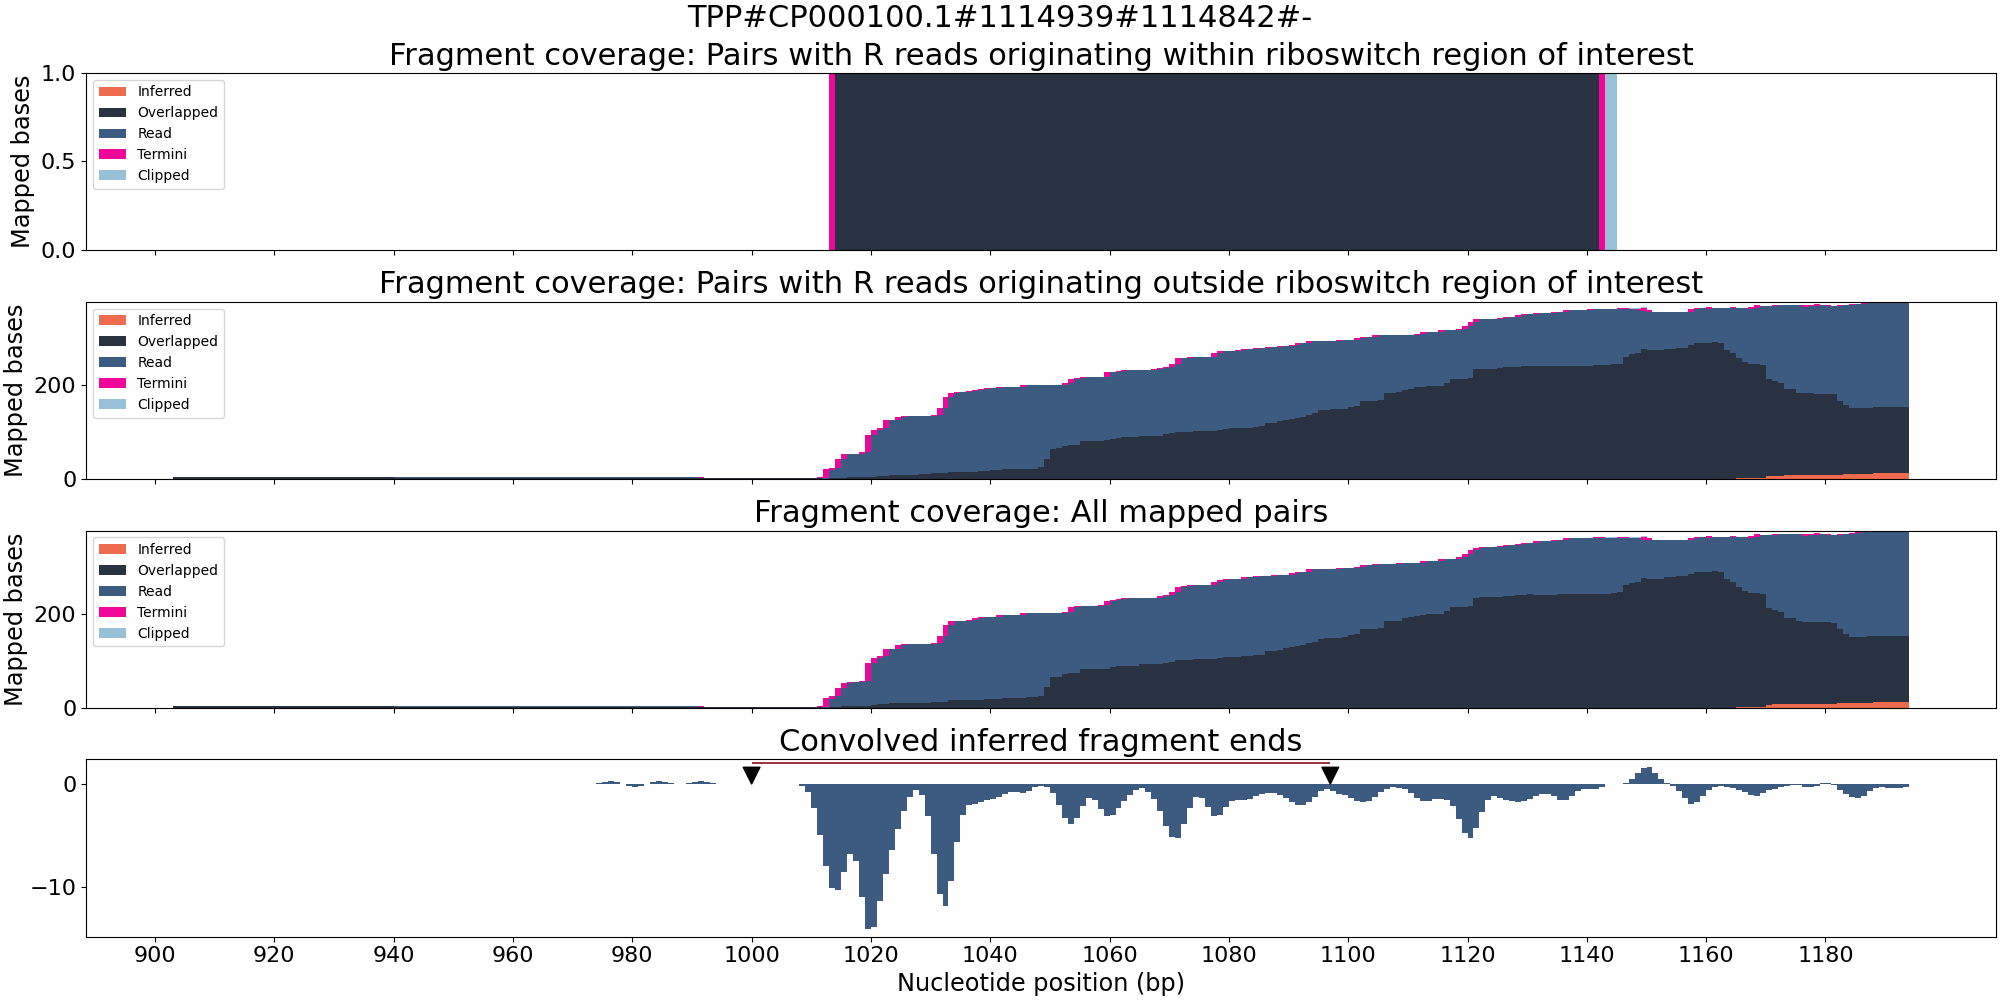 TPP#CP000100.1#1114939#1114842#-
Fragment coverage: Pairs with R reads originating within riboswitch region of interest
Mapped bases
1.0
0.5
0.0
Inferred
Overlapped
Read
Termini
Clipped
Fragment coverage: Pairs with R reads originating outside riboswitch region of interest
Mapped bases
200
0
Inferred
Overlapped
Read
Termini
Clipped
Fragment coverage: All mapped pairs
Mapped bases
200
0
Inferred
Overlapped
Read
Termini
Clipped
Convolved inferred fragment ends
0
−10
900 920 940 960 980 1000 1020 1040 1060 1080 1100 1120 1140 1160 1180
Nucleotide position (bp)